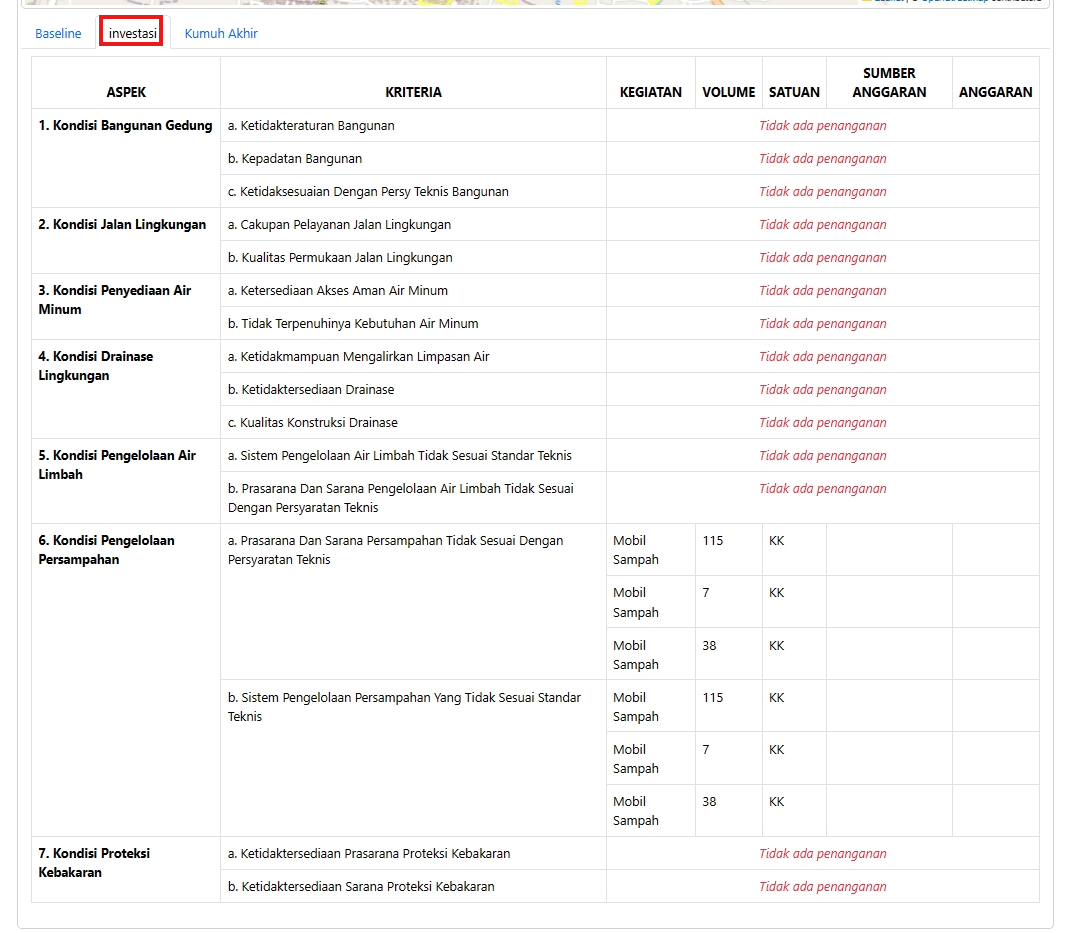 Baseline investasi Kumuh Akhir
ASPEK KRITERIA KEGIATAN VOLUME SATUAN SUMBER ANGGARAN ANGGARAN
1. Kondisi Bangunan Gedung a. Ketidakteraturan Bangunan Tidak ada penanganan
b. Kepadatan Bangunan Tidak ada penanganan
c. Ketidaksesuaian Dengan Persy Teknis Bangunan Tidak ada penanganan
2. Kondisi Jalan Lingkungan a. Cakupan Pelayanan Jalan Lingkungan Tidak ada penanganan
b. Kualitas Permukaan Jalan Lingkungan Tidak ada penanganan
3. Kondisi Penyediaan Air a. Ketersediaan Akses Aman Air Minum Tidak ada penanganan
Minum
b. Tidak Terpenuhinya Kebutuhan Air Minum Tidak ada penanganan
4. Kondisi Drainase a. Ketidakmampuan Mengalirkan Limpasan Air Tidak ada penanganan
Lingkungan
b. Ketidaktersediaan Drainase Tidak ada penanganan
c. Kualitas Konstruksi Drainase Tidak ada penanganan
5. Kondisi Pengelolaan Air a. Sistem Pengelolaan Air Limbah Tidak Sesuai Standar Teknis Tidak ada penanganan
Limbah
b. Prasarana Dan Sarana Pengelolaan Air Limbah Tidak Sesuai Tidak ada penanganan
Dengan Persyaratan Teknis
6. Kondisi Pengelolaan a. Prasarana Dan Sarana Persampahan Tidak Sesuai Dengan Mobil 115 KK
Persampahan Persyaratan Teknis Sampah
Mobil 7 KK
Sampah
Mobil 38 KK
Sampah
b. Sistem Pengelolaan Persampahan Yang Tidak Sesuai Standar Mobil 115 KK
Teknis Sampah
Mobil 7 KK
Sampah
Mobil 38 KK
Sampah
7. Kondisi Proteksi a. Ketidaktersediaan Prasarana Proteksi Kebakaran Tidak ada penanganan
Kebakaran
b. Ketidaktersediaan Sarana Proteksi Kebakaran Tidak ada penanganan